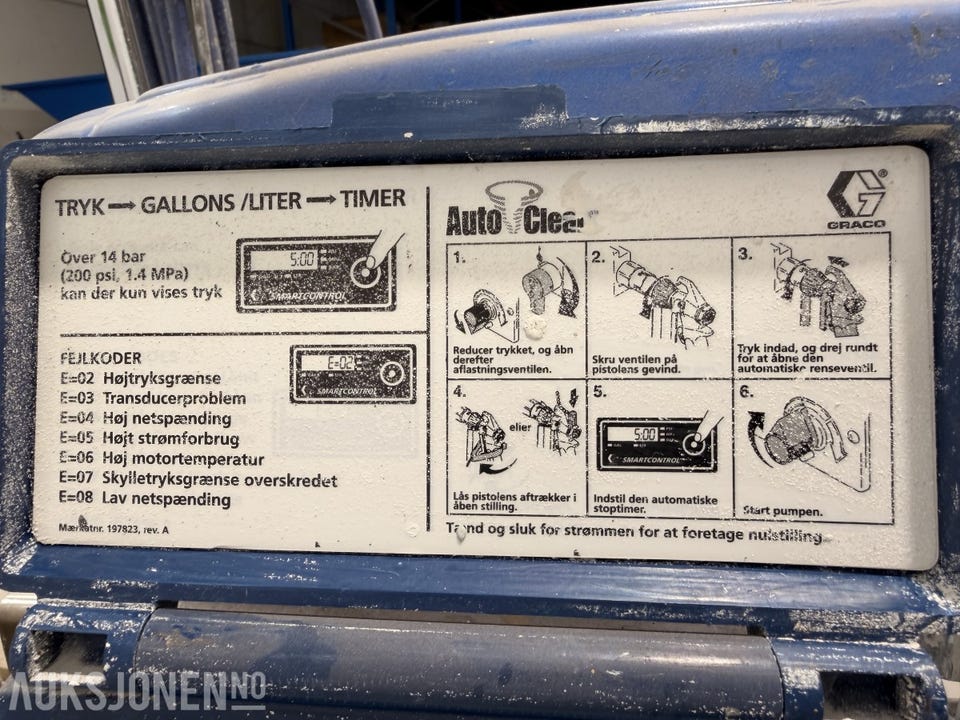 TRYK → GALLONS /LITER → TIMER
Over 14 bar
(200 psi, 1.4 MPa)
kan der kun vises tryk
5:00
SMARTCONTROL
FEJLKODER
E=02 Højtryksgrænse
E=03 Transducerproblem
E=04 Høj netspænding
E=05 Højt strømforbrug
E=06 Høj motortemperatur
E=07 Skylletryksgrænse overskredet
E=08 Lav netspænding
E=02
SMARTCONTROL
Mærkatnr. 197823, rev. A
Auto Clear
GRACO
1.
Reducer trykket, og åbn
derefter
aflastningsventilen.
2.
Skru ventilen på
pistolens gevind.
3.
Tryk indad, og drej rundt
for at åbne den
automatiske renseventil.
4.
eller
Lås pistolens aftrækker i
åben stilling.
5.
5:00
SMARTCONTROL
Indstil den automatiske
stoptimer.
6.
Start pumpen.
Tænd og sluk for strømmen for at foretage nulstilling
AUKSJONEN.NO